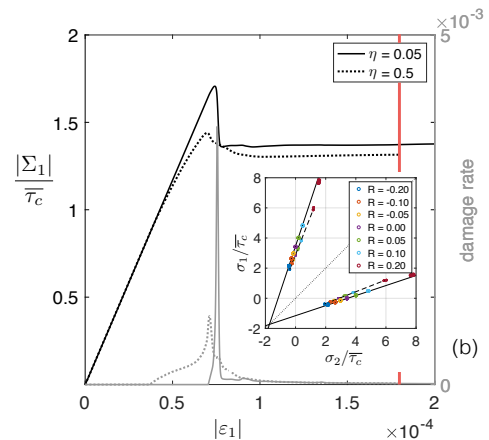 ×10⁻³
2
5
η = 0.05
η = 0.5
1.5
|Σ₁|
τ̅c̅
1
damage rate
8
6
4
2
0
-2
σ₁/τ̅c̅
R = -0.20
R = -0.10
R = -0.05
R = 0.00
R = 0.05
R = 0.10
R = 0.20
-2 0 2 4 6 8
σ₂/τ̅c̅
0.5
(b)
0
0 0.5 1 1.5 2
|ε₁|
×10⁻⁴